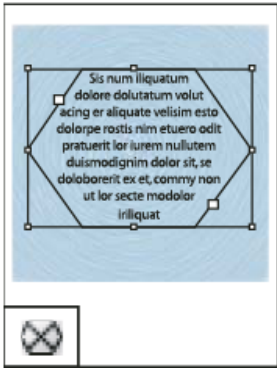 Sis num iliquatum
dolore dolutatum volut
acing er aliquate velisim esto
dolorpe rostis nim etuero odit
pratuerit lor iurem nullutem
duismodignim dolor sit, se
doloborerit ex et, commy non
ut lor secte modolor
iriliquat